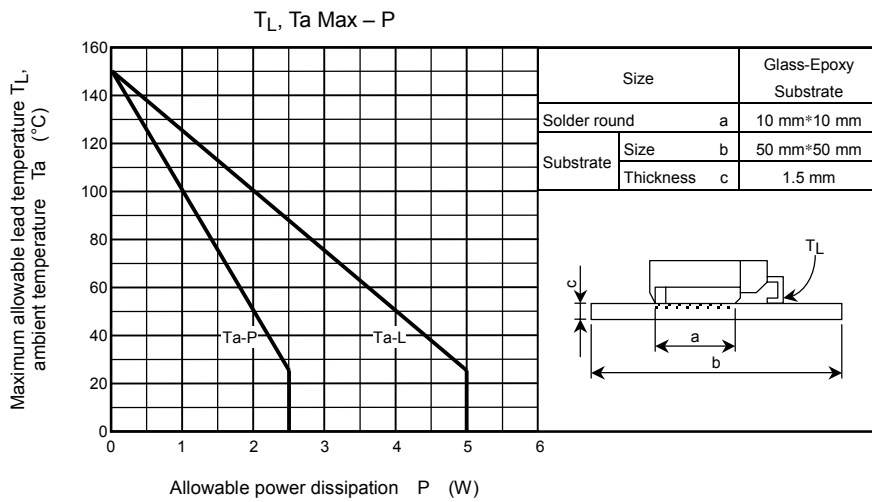 TL, Ta Max – P
Maximum allowable lead temperature TL,
ambient temperature Ta (°C)
160
140
120
100
80
60
40
20
0
0 1 2 3 4 5 6
Ta-P
Ta-L
Allowable power dissipation P (W)
Size
Glass-Epoxy
Substrate
Solder round a 10 mm*10 mm
Substrate
Size b 50 mm*50 mm
Thickness c 1.5 mm
TL
c
a
b